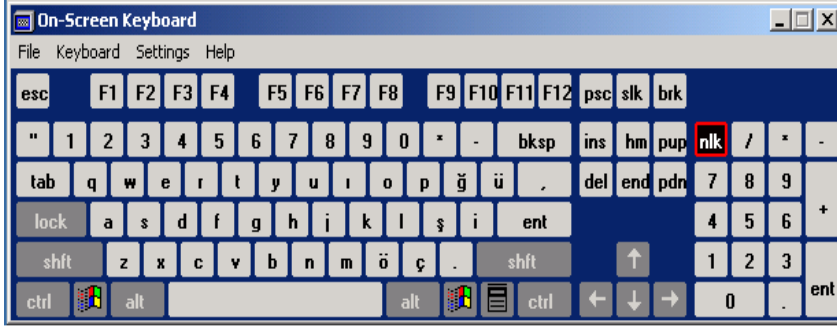 On-Screen Keyboard
File Keyboard Settings Help
esc F1 F2 F3 F4 F5 F6 F7 F8 F9 F10 F11 F12 psc slk brk
" 1 2 3 4 5 6 7 8 9 0 * - bksp ins hm pup nlk / * -
tab q w e r t y u ı o p ğ ü , del end pdn 7 8 9 +
lock a s d f g h j k l ş i ent 4 5 6
shft z x c v b n m ö ç . shft ↑ 1 2 3 ent
ctrl alt alt ctrl ← ↓ → 0 .